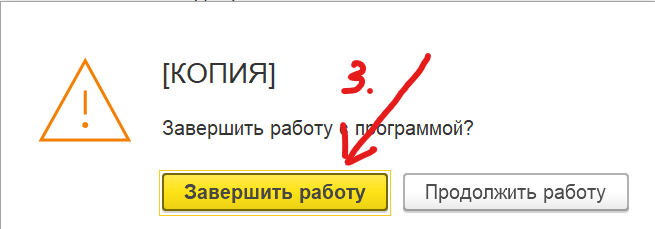 [КОПИЯ]
3.
Завершить работу с программой?
Завершить работу
Продолжить работу